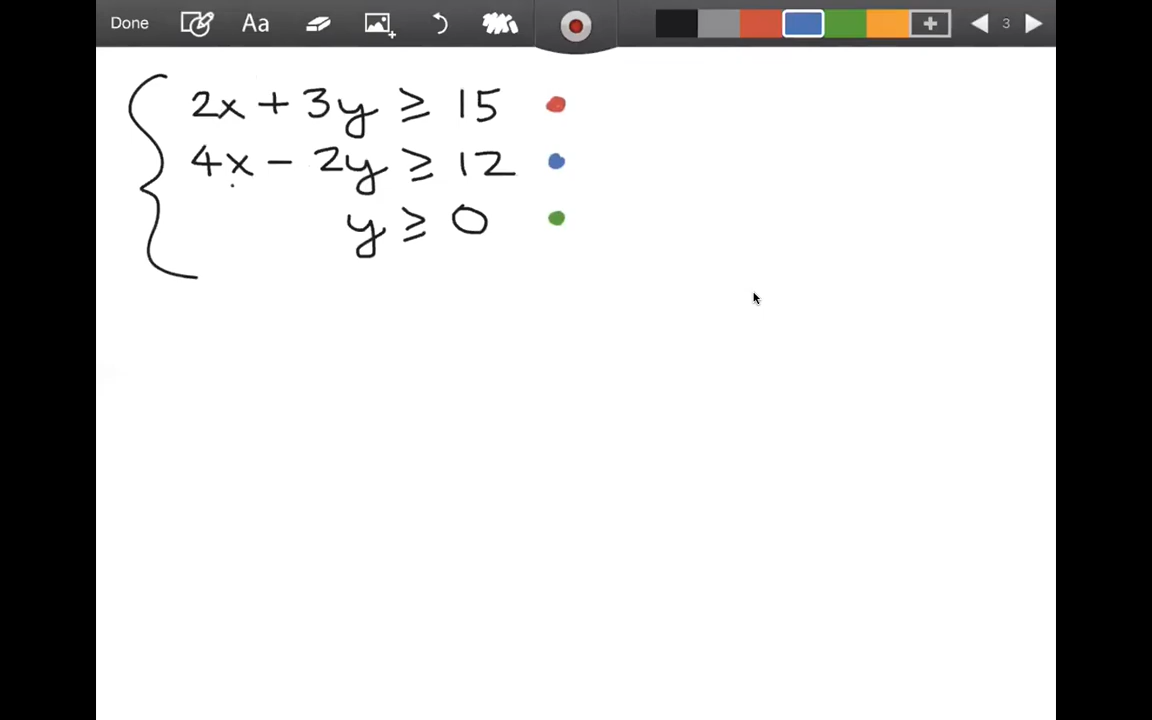 Done Aa 3
2x + 3y ≥ 15
4x - 2y ≥ 12
y ≥ 0